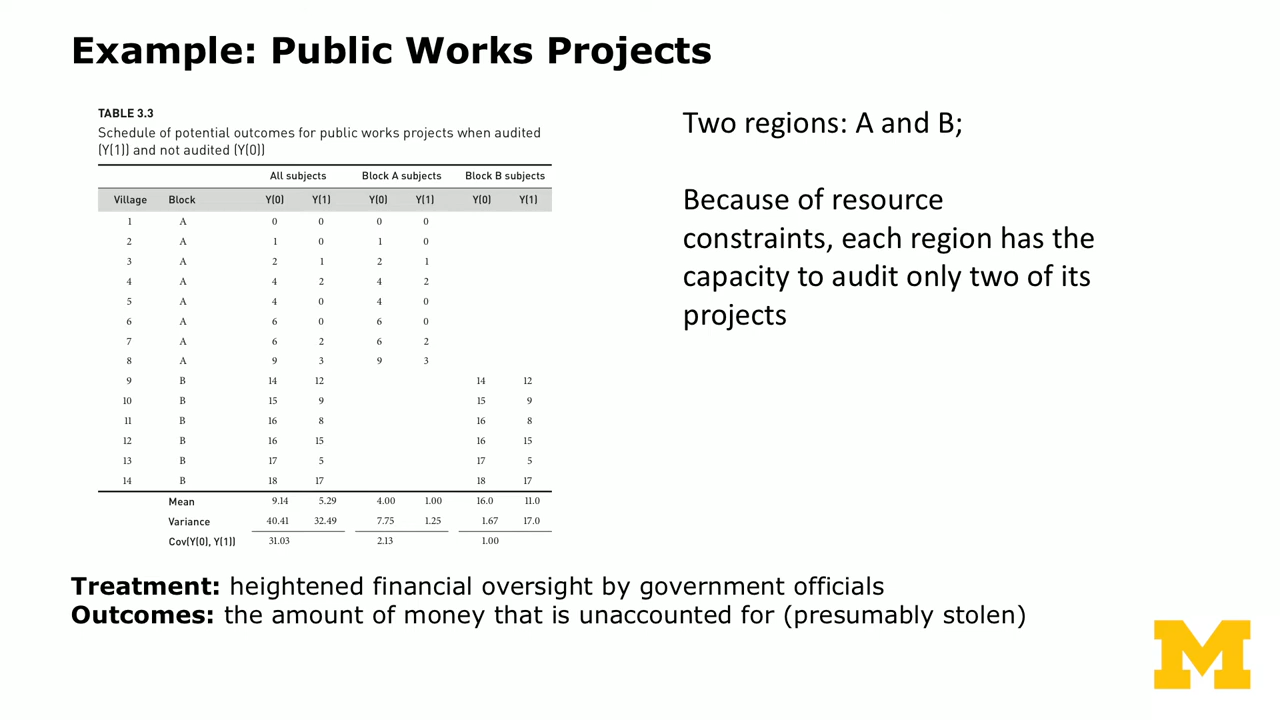 Example: Public Works Projects
TABLE 3.3
Schedule of potential outcomes for public works projects when audited
(Y(1)) and not audited (Y(0))
All subjects Block A subjects Block B subjects
Village Block Y(0) Y(1) Y(0) Y(1) Y(0) Y(1)
1 A 0 0 0 0
2 A 1 0 1 0
3 A 2 1 2 1
4 A 4 2 4 2
5 A 4 0 4 0
6 A 6 0 6 0
7 A 6 2 6 2
8 A 9 3 9 3
9 B 14 12 14 12
10 B 15 9 15 9
11 B 16 8 16 8
12 B 16 15 16 15
13 B 17 5 17 5
14 B 18 17 18 17
Mean 9.14 5.29 4.00 1.00 16.0 11.0
Variance 40.41 32.49 7.75 1.25 1.67 17.0
Cov(Y(0), Y(1)) 31.03 2.13 1.00
Two regions: A and B;
Because of resource
constraints, each region has the
capacity to audit only two of its
projects
Treatment: heightened financial oversight by government officials
Outcomes: the amount of money that is unaccounted for (presumably stolen)
M